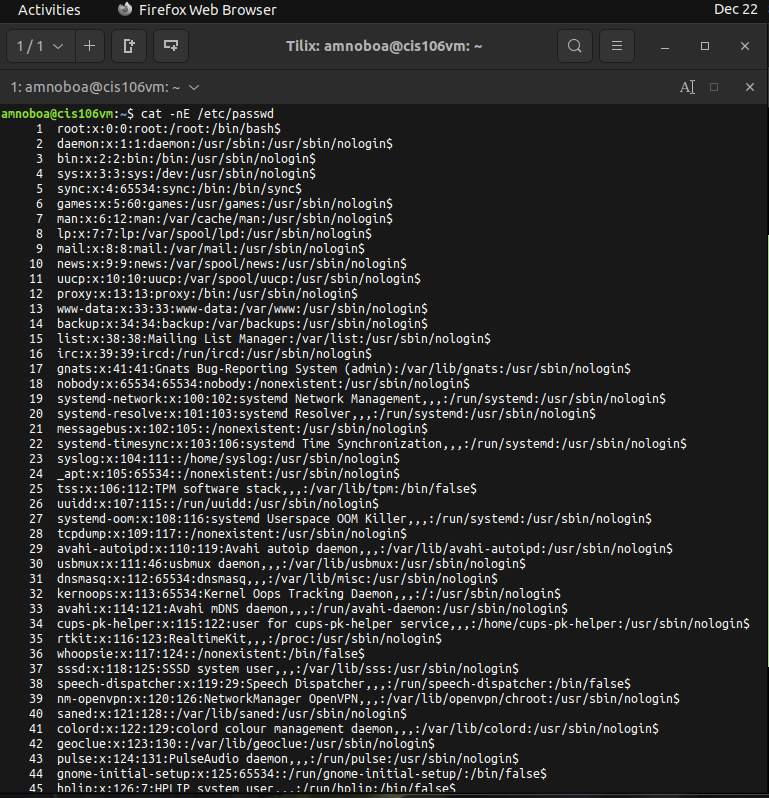 Activities Firefox Web Browser Dec 22
1 / 1 Tilix: amnoboa@cis106vm: ~
1: amnoboa@cis106vm: ~
amnoboa@cis106vm:~$ cat -nE /etc/passwd
1 root:x:0:0:root:/root:/bin/bash$
2 daemon:x:1:1:daemon:/usr/sbin:/usr/sbin/nologin$
3 bin:x:2:2:bin:/bin:/usr/sbin/nologin$
4 sys:x:3:3:sys:/dev:/usr/sbin/nologin$
5 sync:x:4:65534:sync:/bin:/bin/sync$
6 games:x:5:60:games:/usr/games:/usr/sbin/nologin$
7 man:x:6:12:man:/var/cache/man:/usr/sbin/nologin$
8 lp:x:7:7:lp:/var/spool/lpd:/usr/sbin/nologin$
9 mail:x:8:8:mail:/var/mail:/usr/sbin/nologin$
10 news:x:9:9:news:/var/spool/news:/usr/sbin/nologin$
11 uucp:x:10:10:uucp:/var/spool/uucp:/usr/sbin/nologin$
12 proxy:x:13:13:proxy:/bin:/usr/sbin/nologin$
13 www-data:x:33:33:www-data:/var/www:/usr/sbin/nologin$
14 backup:x:34:34:backup:/var/backups:/usr/sbin/nologin$
15 list:x:38:38:Mailing List Manager:/var/list:/usr/sbin/nologin$
16 irc:x:39:39:ircd:/run/ircd:/usr/sbin/nologin$
17 gnats:x:41:41:Gnats Bug-Reporting System (admin):/var/lib/gnats:/usr/sbin/nologin$
18 nobody:x:65534:65534:nobody:/nonexistent:/usr/sbin/nologin$
19 systemd-network:x:100:102:systemd Network Management,,,:/run/systemd:/usr/sbin/nologin$
20 systemd-resolve:x:101:103:systemd Resolver,,,:/run/systemd:/usr/sbin/nologin$
21 messagebus:x:102:105::/nonexistent:/usr/sbin/nologin$
22 systemd-timesync:x:103:106:systemd Time Synchronization,,,:/run/systemd:/usr/sbin/nologin$
23 syslog:x:104:111::/home/syslog:/usr/sbin/nologin$
24 _apt:x:105:65534::/nonexistent:/usr/sbin/nologin$
25 tss:x:106:112:TPM software stack,,,:/var/lib/tpm:/bin/false$
26 uuidd:x:107:115::/run/uuidd:/usr/sbin/nologin$
27 systemd-oom:x:108:116:systemd Userspace OOM Killer,,,:/run/systemd:/usr/sbin/nologin$
28 tcpdump:x:109:117::/nonexistent:/usr/sbin/nologin$
29 avahi-autoipd:x:110:119:Avahi autoip daemon,,,:/var/lib/avahi-autoipd:/usr/sbin/nologin$
30 usbmux:x:111:46:usbmux daemon,,,:/var/lib/usbmux:/usr/sbin/nologin$
31 dnsmasq:x:112:65534:dnsmasq,,,:/var/lib/misc:/usr/sbin/nologin$
32 kernoops:x:113:65534:Kernel Oops Tracking Daemon,,,:/:/usr/sbin/nologin$
33 avahi:x:114:121:Avahi mDNS daemon,,,:/run/avahi-daemon:/usr/sbin/nologin$
34 cups-pk-helper:x:115:122:user for cups-pk-helper service,,,:/home/cups-pk-helper:/usr/sbin/nologin$
35 rtkit:x:116:123:RealtimeKit,,,:/proc:/usr/sbin/nologin$
36 whoopsie:x:117:124::/nonexistent:/bin/false$
37 sssd:x:118:125:SSSD system user,,,:/var/lib/sss:/usr/sbin/nologin$
38 speech-dispatcher:x:119:29:Speech Dispatcher,,,:/run/speech-dispatcher:/bin/false$
39 nm-openvpn:x:120:126:NetworkManager OpenVPN,,,:/var/lib/openvpn/chroot:/usr/sbin/nologin$
40 saned:x:121:128::/var/lib/saned:/usr/sbin/nologin$
41 colord:x:122:129:colord colour management daemon,,,:/var/lib/colord:/usr/sbin/nologin$
42 geoclue:x:123:130::/var/lib/geoclue:/usr/sbin/nologin$
43 pulse:x:124:131:PulseAudio daemon,,,:/run/pulse:/usr/sbin/nologin$
44 gnome-initial-setup:x:125:65534::/run/gnome-initial-setup/:/bin/false$
45 hplip:x:126:7:HPLIP system user,,,:/run/hplip:/bin/false$